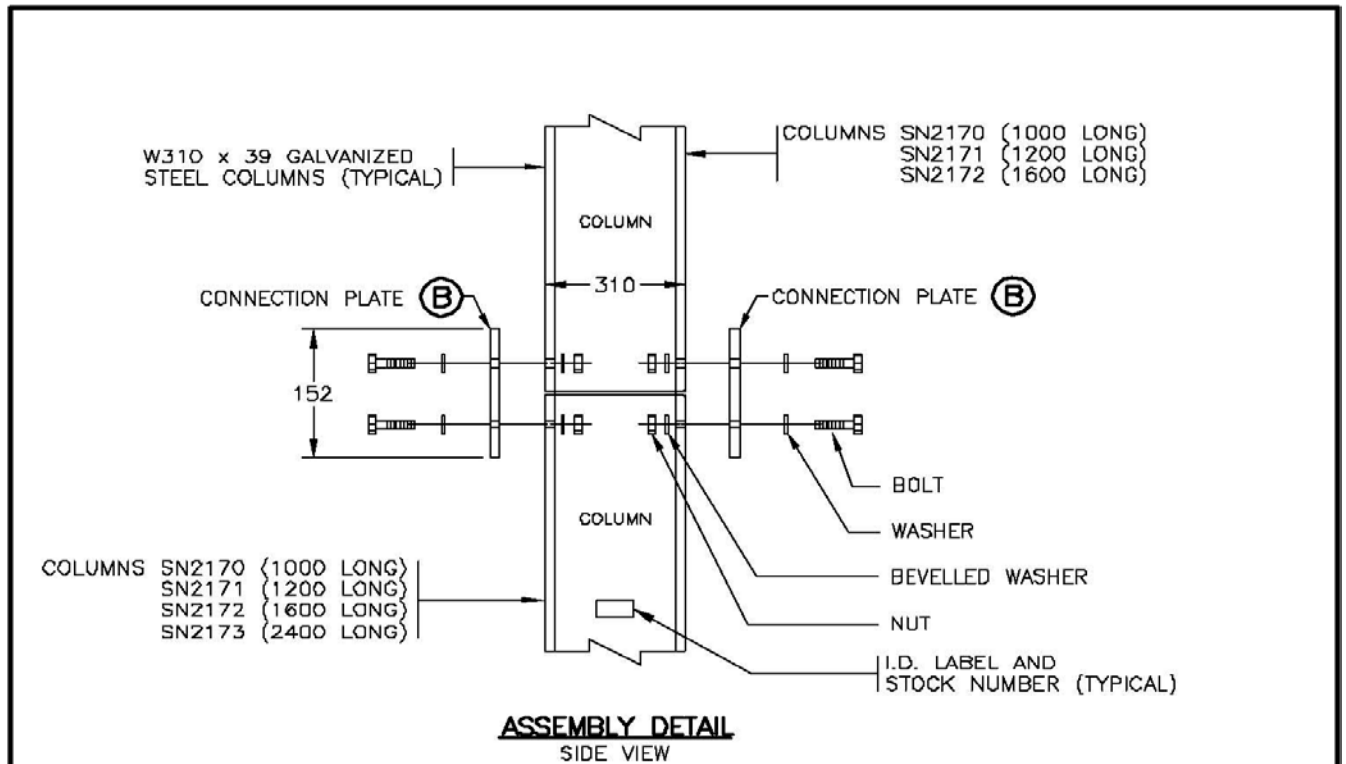 W310 x 39 GALVANIZED
STEEL COLUMNS (TYPICAL)
COLUMNS SN2170 (1000 LONG)
SN2171 (1200 LONG)
SN2172 (1600 LONG)
COLUMN
310
CONNECTION PLATE B
CONNECTION PLATE B
152
BOLT
WASHER
BEVELLED WASHER
NUT
COLUMN
COLUMNS SN2170 (1000 LONG)
SN2171 (1200 LONG)
SN2172 (1600 LONG)
SN2173 (2400 LONG)
I.D. LABEL AND
STOCK NUMBER (TYPICAL)
ASSEMBLY DETAIL
SIDE VIEW